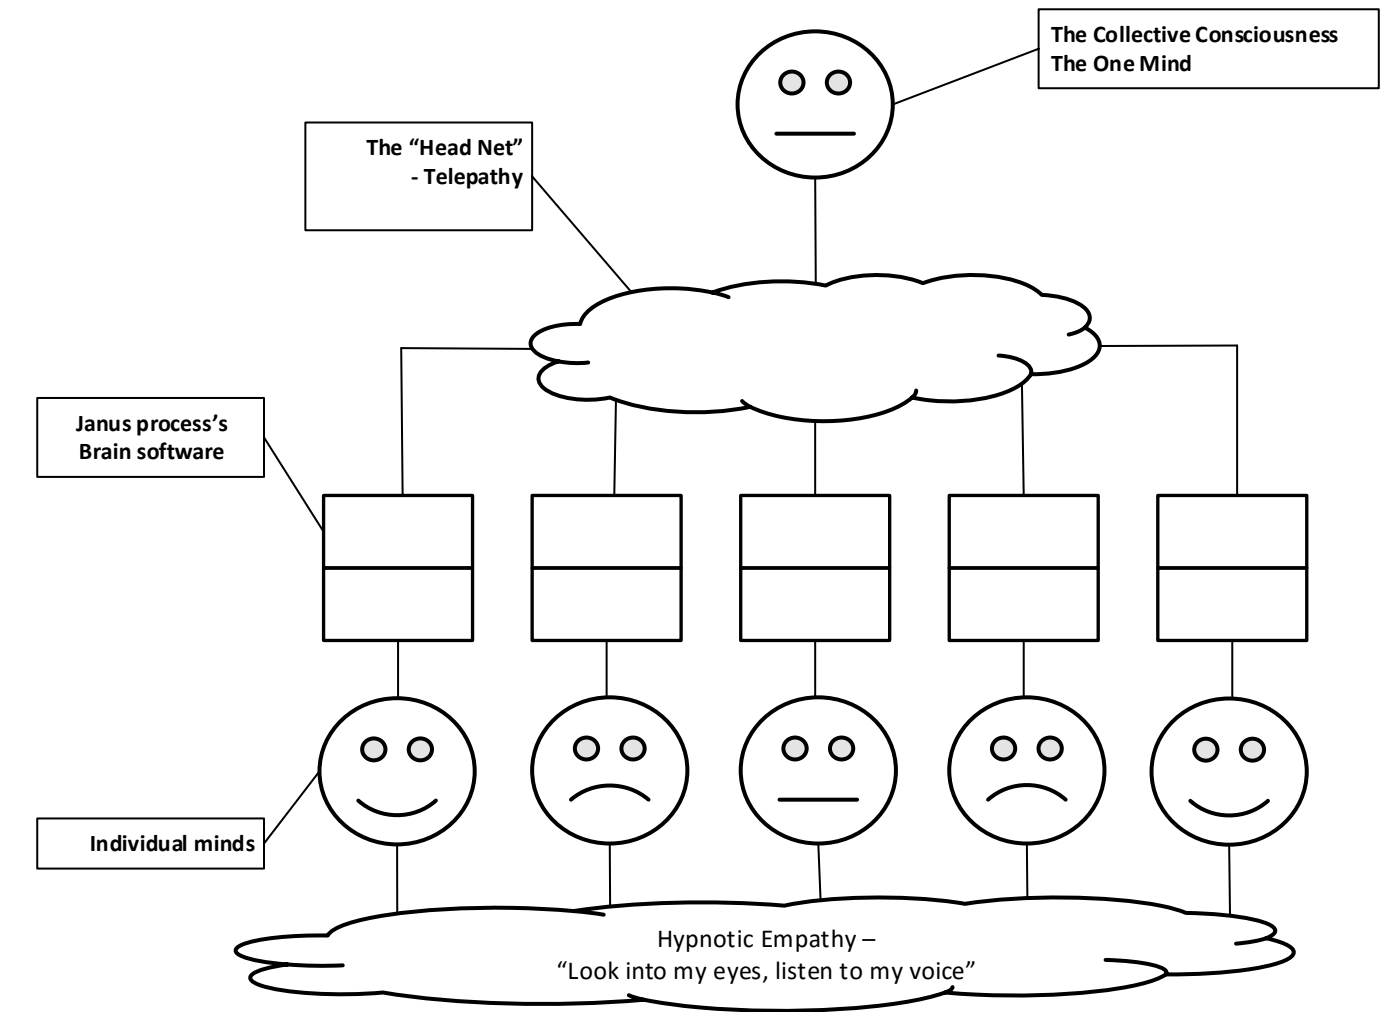 The Collective Consciousness
The One Mind
The “Head Net”
- Telepathy
Janus process’s
Brain software
Individual minds
Hypnotic Empathy –
“Look into my eyes, listen to my voice”